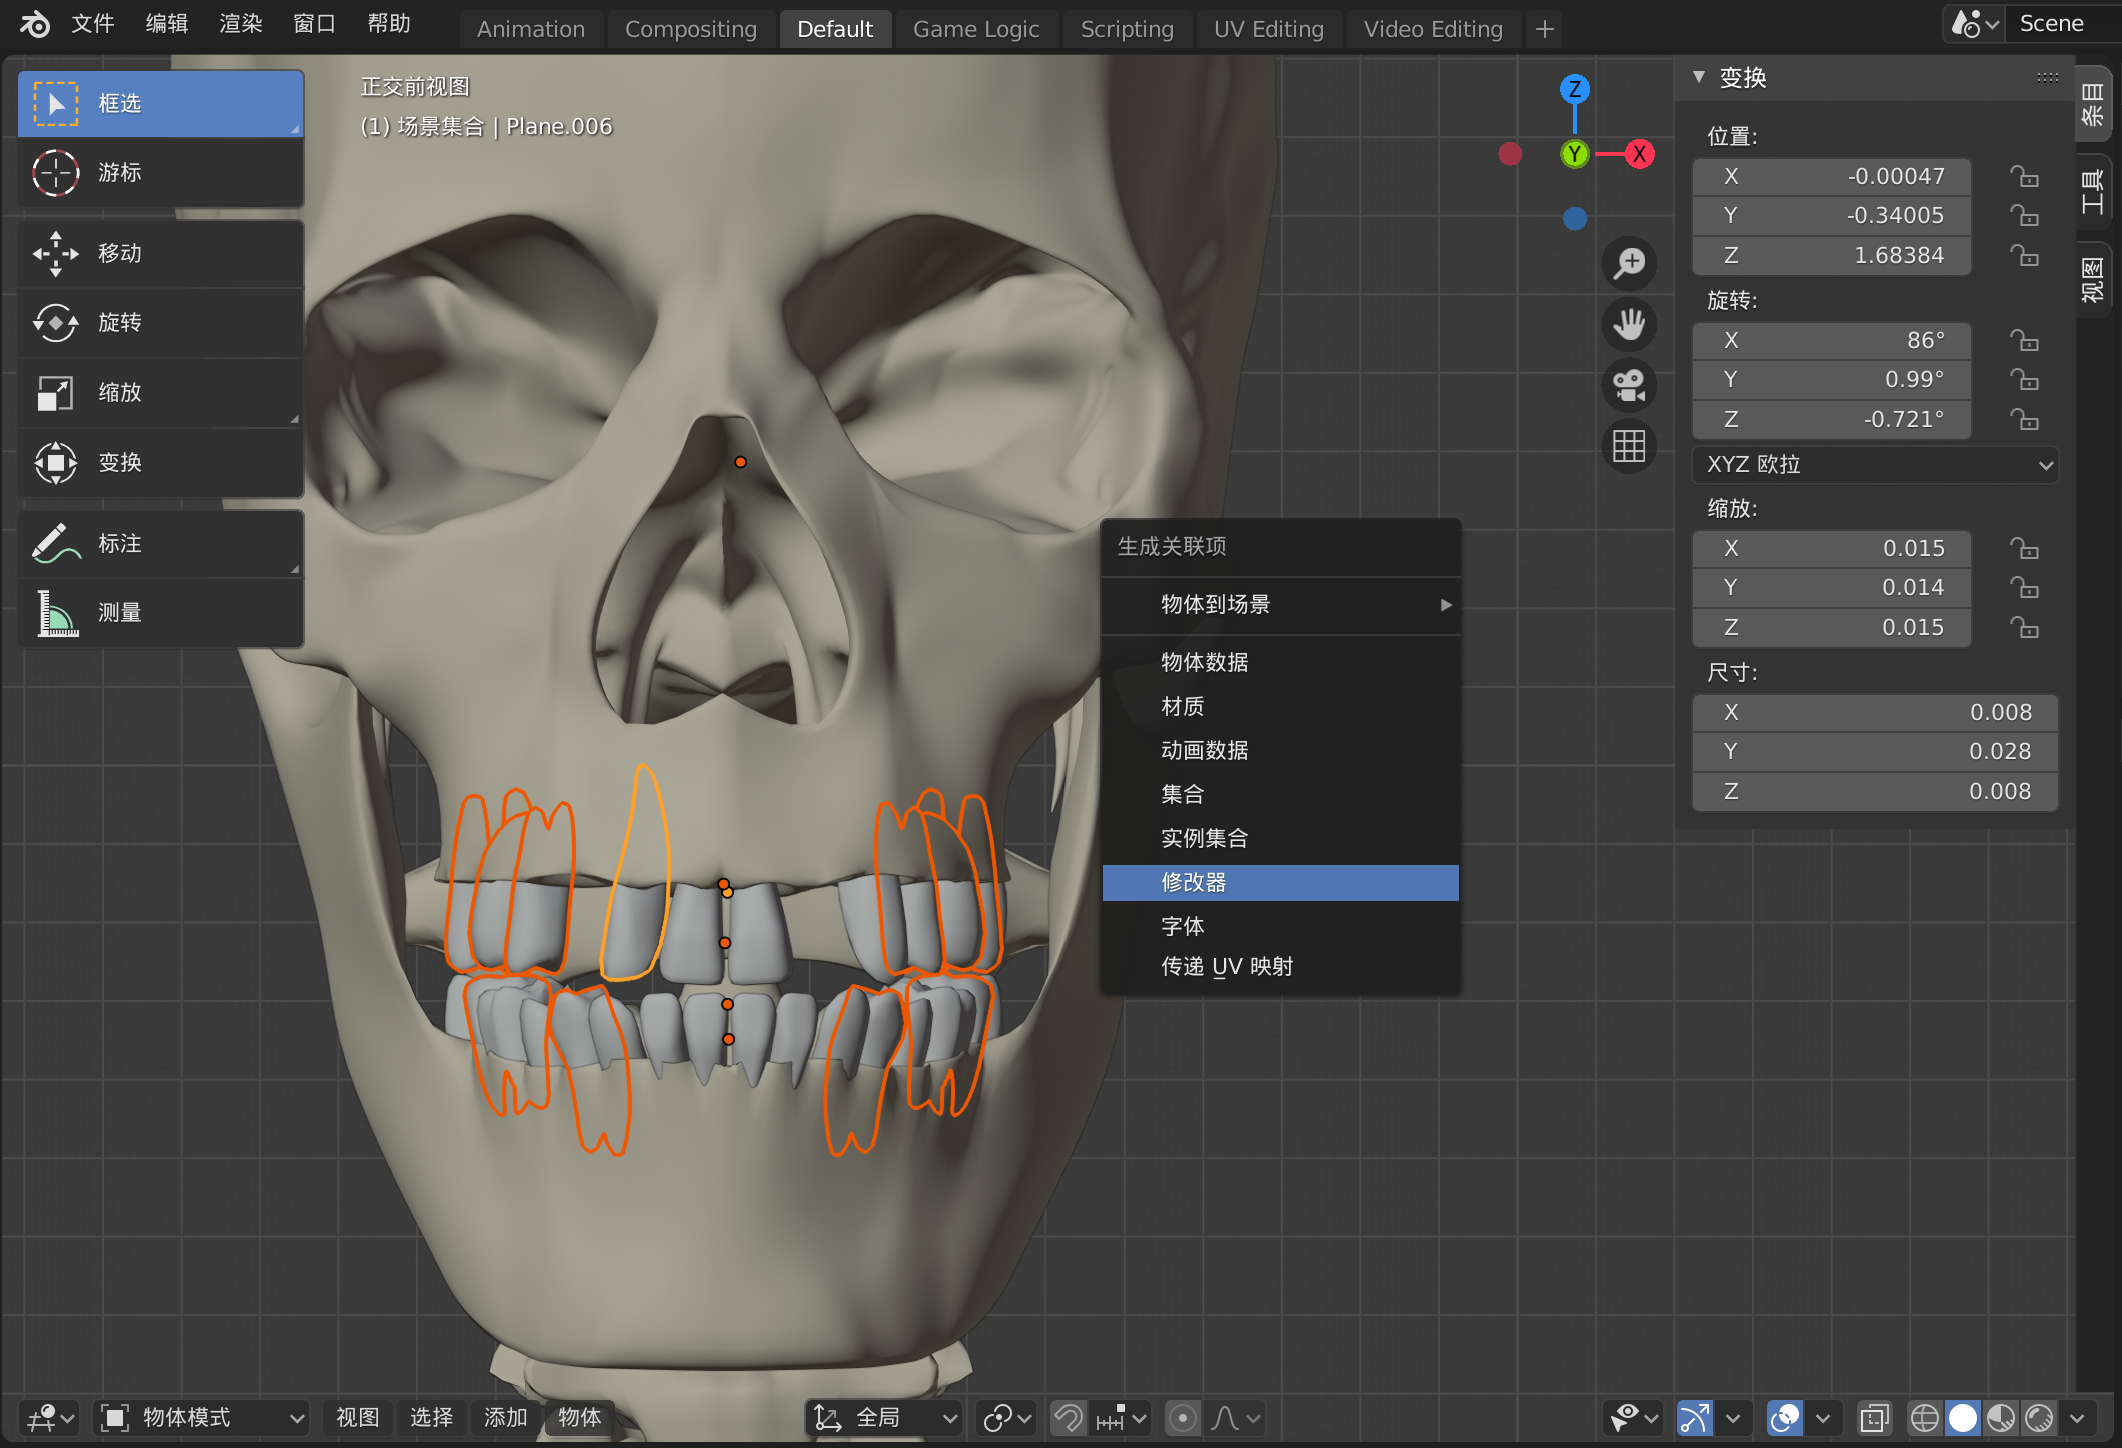 文件 编辑 渲染 窗口 帮助 Animation Compositing Default Game Logic Scripting UV Editing Video Editing + Scene
框选
游标
移动
旋转
缩放
变换
标注
测量
正交前视图
(1) 场景集合 | Plane.006
Z
Y
X
生成关联项
物体到场景
物体数据
材质
动画数据
集合
实例集合
修改器
字体
传递 UV 映射
变换
位置:
X -0.00047
Y -0.34005
Z 1.68384
旋转:
X 86°
Y 0.99°
Z -0.721°
XYZ 欧拉
缩放:
X 0.015
Y 0.014
Z 0.015
尺寸:
X 0.008
Y 0.028
Z 0.008
条目
工具
视图
物体模式 视图 选择 添加 物体 全局